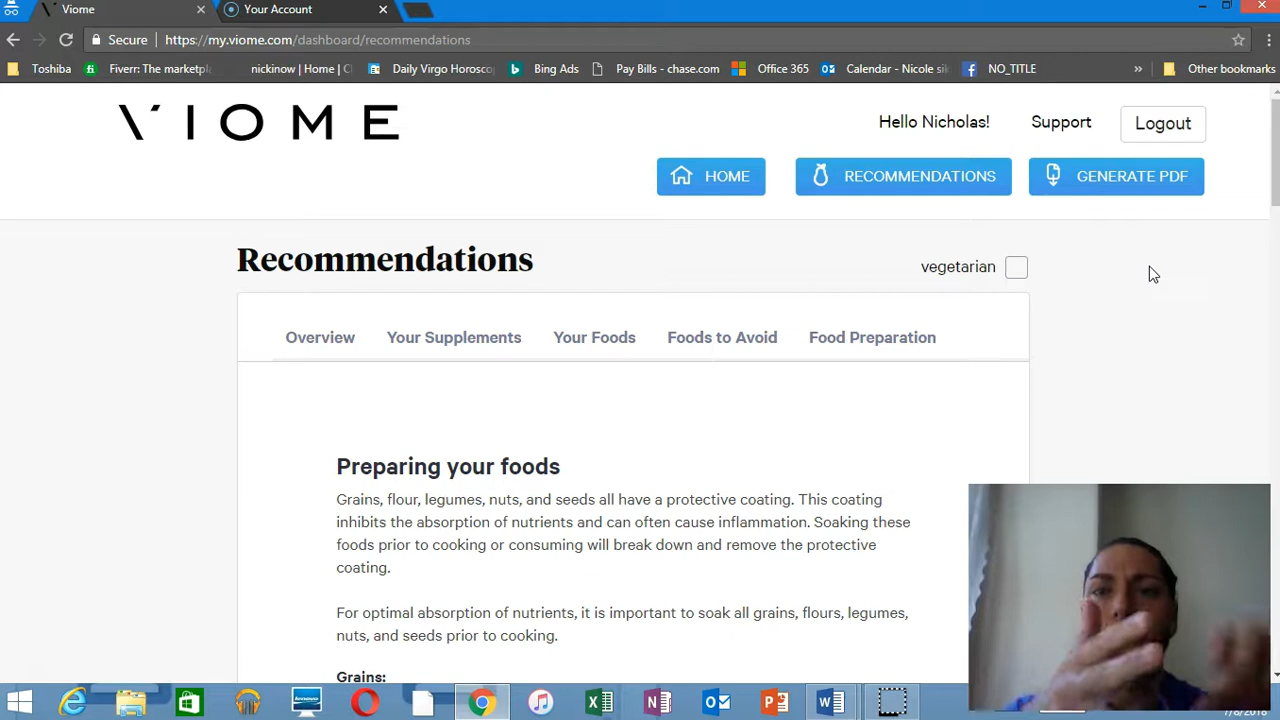 Viome
Your Account
Secure https://my.viome.com/dashboard/recommendations
Toshiba Fiverr: The marketpl nickinow | Home | C Daily Virgo Horosco Bing Ads Pay Bills - chase.com Office 365 Calendar - Nicole sil NO_TITLE » Other bookmarks
VIOME
Hello Nicholas! Support Logout
HOME RECOMMENDATIONS GENERATE PDF
Recommendations
vegetarian
Overview Your Supplements Your Foods Foods to Avoid Food Preparation
Preparing your foods
Grains, flour, legumes, nuts, and seeds all have a protective coating. This coating
inhibits the absorption of nutrients and can often cause inflammation. Soaking these
foods prior to cooking or consuming will break down and remove the protective
coating.
For optimal absorption of nutrients, it is important to soak all grains, flours, legumes,
nuts, and seeds prior to cooking.
Grains:
7/8/2018